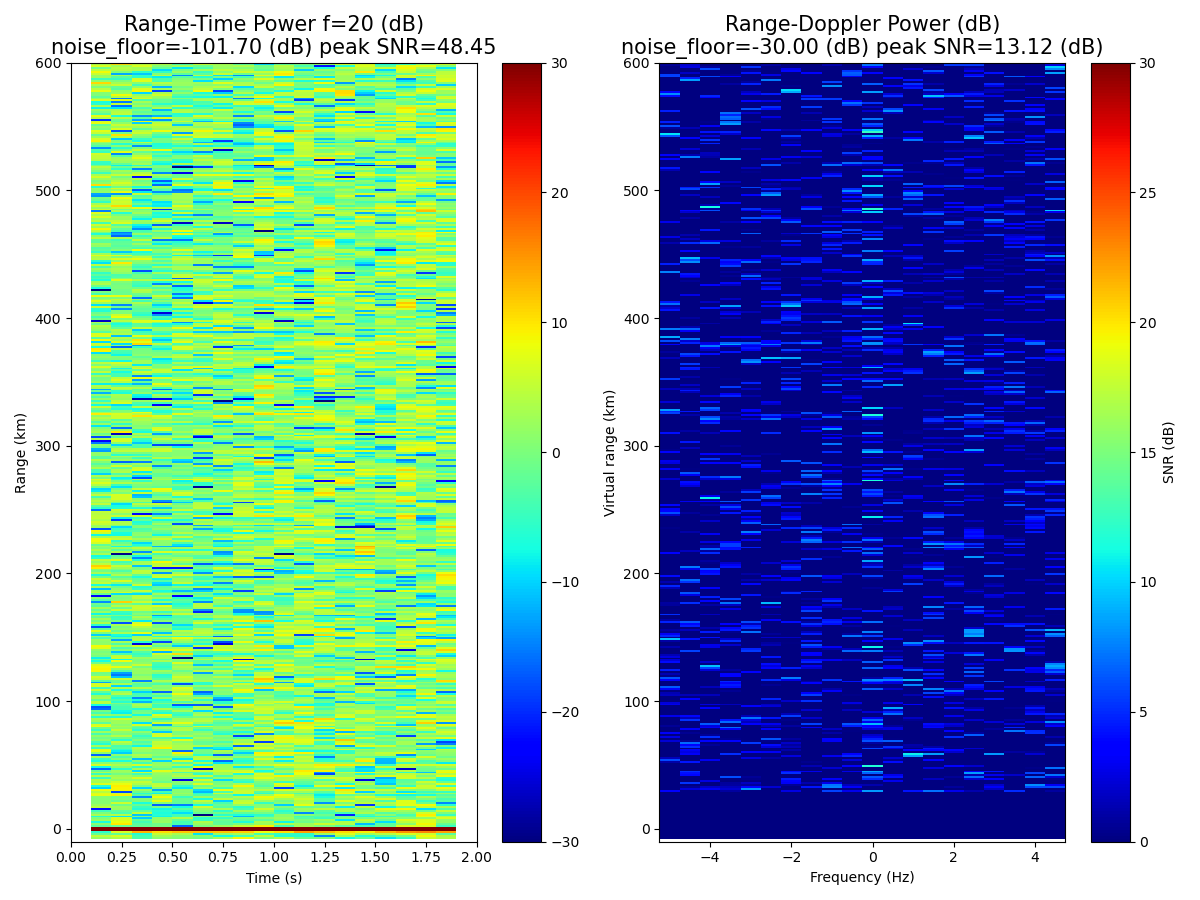 Range-Time Power f=20 (dB)
noise_floor=-101.70 (dB) peak SNR=48.45
Range-Doppler Power (dB)
noise_floor=-30.00 (dB) peak SNR=13.12 (dB)
600
500
400
300
200
100
0
Range (km)
0.00 0.25 0.50 0.75 1.00 1.25 1.50 1.75 2.00
Time (s)
30
20
10
0
−10
−20
−30
600
500
400
300
200
100
0
Virtual range (km)
−4 −2 0 2 4
Frequency (Hz)
30
25
20
15
10
5
0
SNR (dB)